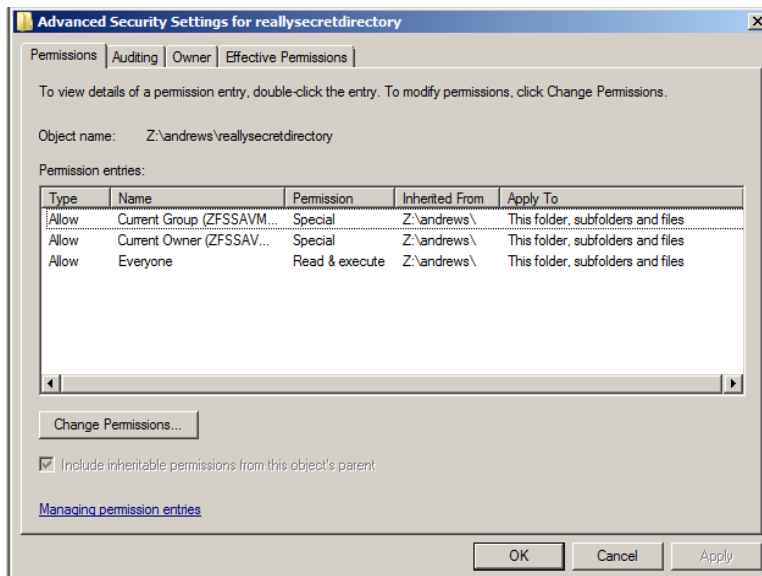 Advanced Security Settings for reallysecretdirectory
Permissions Auditing Owner Effective Permissions
To view details of a permission entry, double-click the entry. To modify permissions, click Change Permissions.
Object name: Z:\andrews\reallysecretdirectory
Permission entries:
Type Name Permission Inherited From Apply To
Allow Current Group (ZFSSAVM... Special Z:\andrews\ This folder, subfolders and files
Allow Current Owner (ZFSSAV... Special Z:\andrews\ This folder, subfolders and files
Allow Everyone Read & execute Z:\andrews\ This folder, subfolders and files
Change Permissions...
Include inheritable permissions from this object's parent
Managing permission entries
OK Cancel Apply